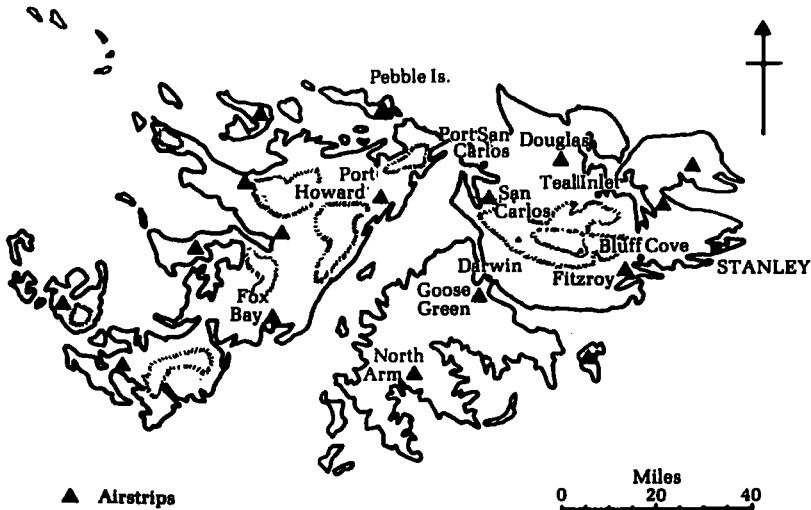 Pebble Is.
Port San
Carlos
Douglas
Port
Howard
Teal Inlet
San
Carlos
Bluff Cove
STANLEY
Darwin
Fitzroy
Goose
Green
Fox
Bay
North
Arm
Miles
0 20 40
Airstrips